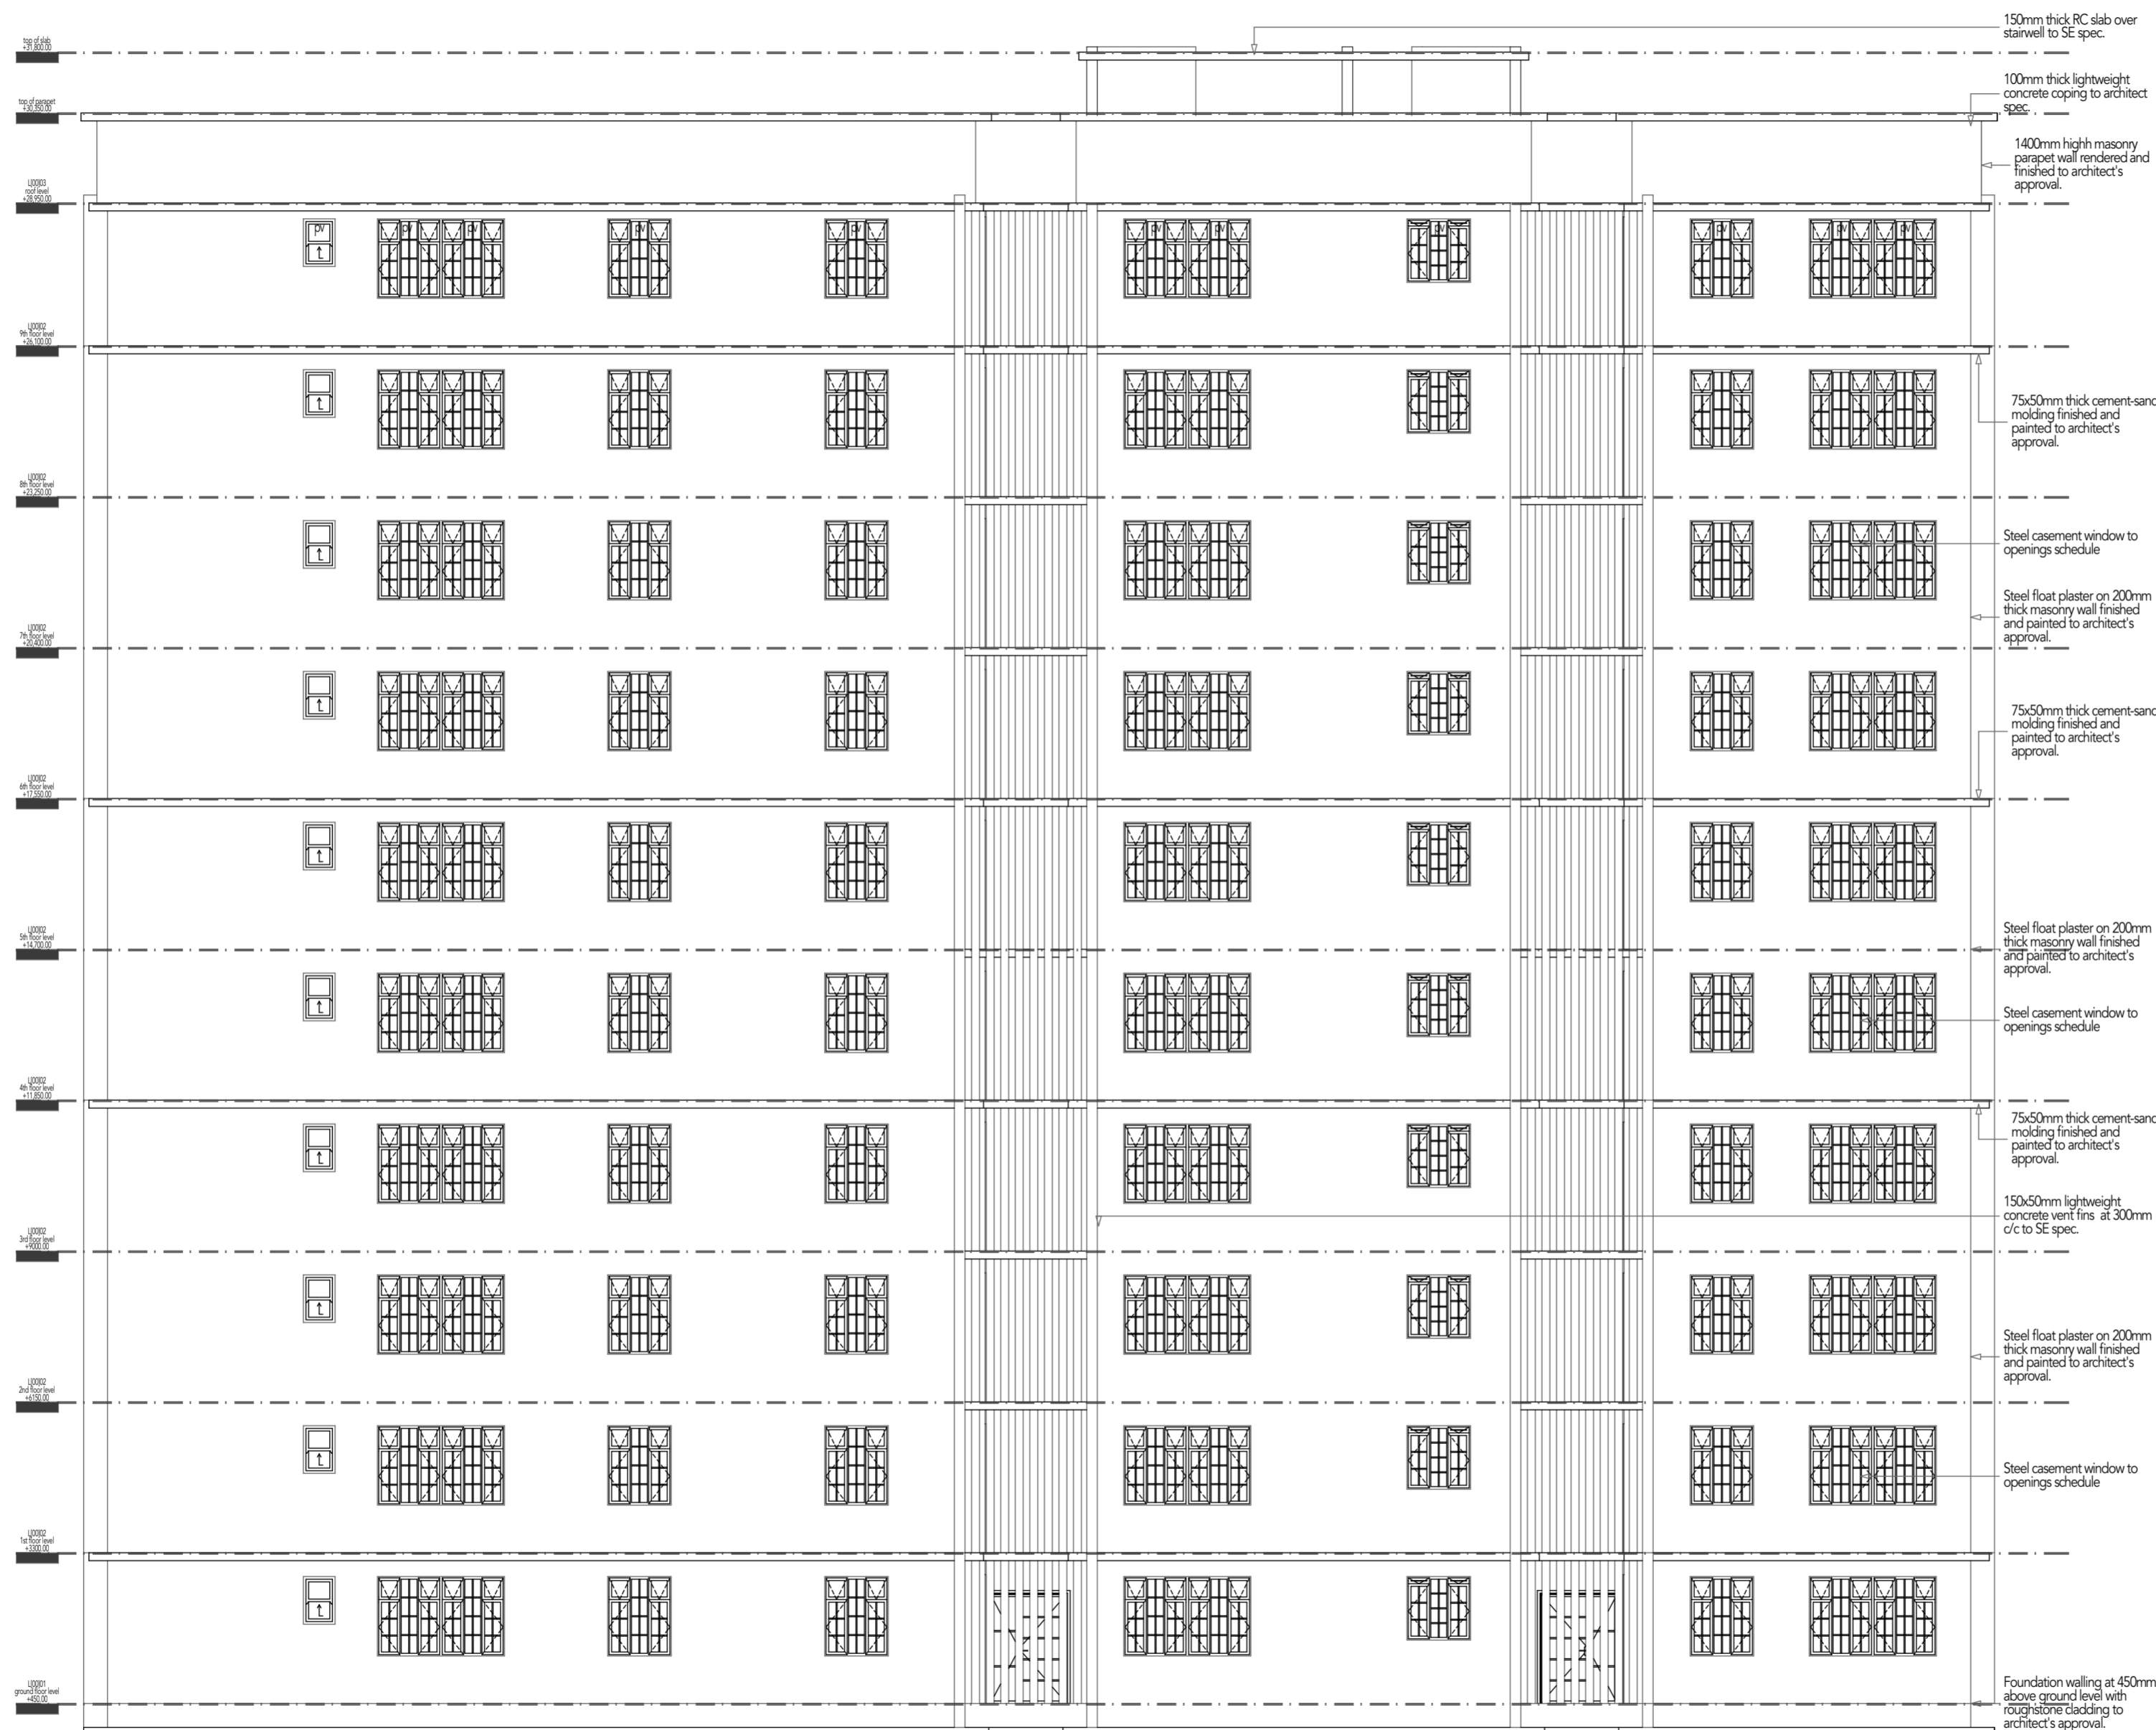 top of slab
+31,800.00
150mm thick RC slab over
stairwell to SE spec.
top of parapet
+30,350.00
100mm thick lightweight
concrete coping to architect
spec.
1400mm highh masonry
parapet wall rendered and
finished to architect's
approval.
roof level
+28,950.00
pv pv pv pv pv pv pv pv pv pv pv
9th floor level
+26,100.00
75x50mm thick cement-sand
molding finished and
painted to architect's
approval.
8th floor level
+23,250.00
Steel casement window to
openings schedule
Steel float plaster on 200mm
thick masonry wall finished
and painted to architect's
approval.
7th floor level
+20,400.00
75x50mm thick cement-sand
molding finished and
painted to architect's
approval.
6th floor level
+17,550.00
Steel float plaster on 200mm
thick masonry wall finished
and painted to architect's
approval.
5th floor level
+14,700.00
Steel casement window to
openings schedule
4th floor level
+11,850.00
75x50mm thick cement-sand
molding finished and
painted to architect's
approval.
150x50mm lightweight
concrete vent fins at 300mm
c/c to SE spec.
3rd floor level
+9000.00
Steel float plaster on 200mm
thick masonry wall finished
and painted to architect's
approval.
2nd floor level
+6150.00
Steel casement window to
openings schedule
1st floor level
+3300.00
ground floor level
+450.00
Foundation walling at 450mm
above ground level with
roughstone cladding to
architect's approval.